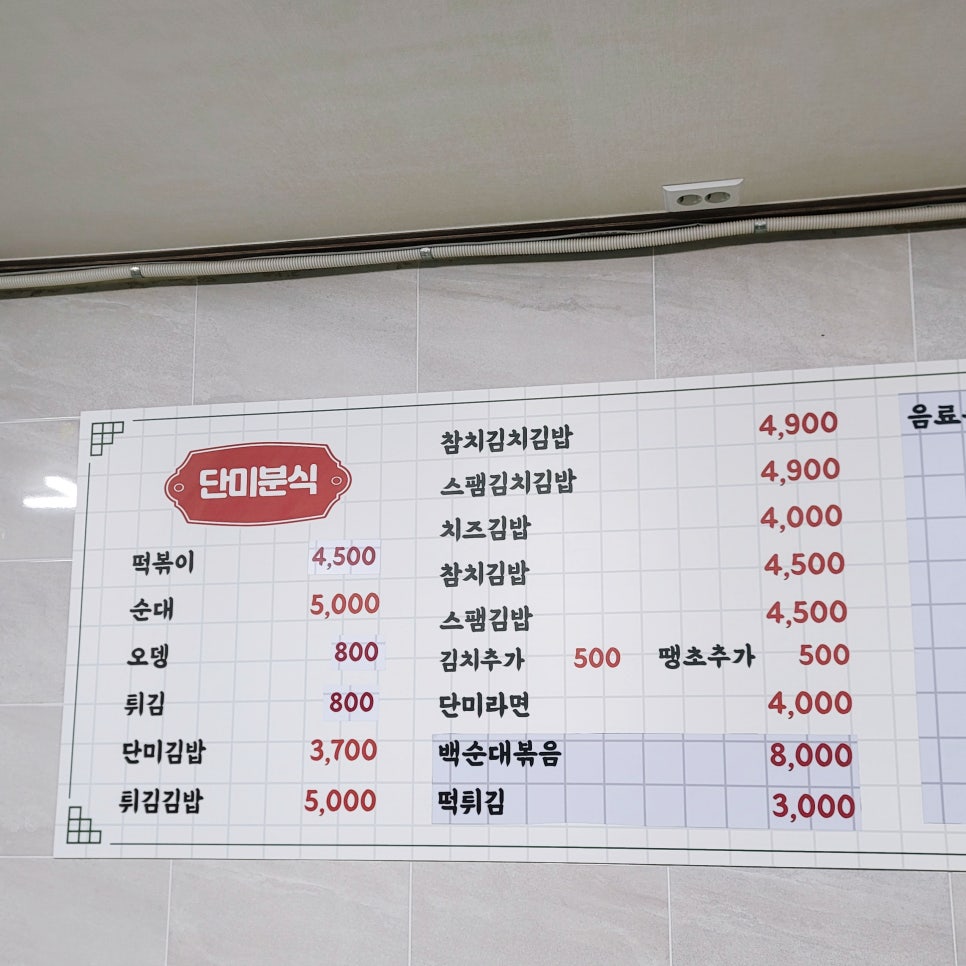 단미분식
떡볶이 4,500
순대 5,000
오뎅 800
튀김 800
단미김밥 3,700
튀김김밥 5,000
참치김치김밥 4,900
스팸김치김밥 4,900
치즈김밥 4,000
참치김밥 4,500
스팸김밥 4,500
김치추가 500 땡초추가 500
단미라면 4,000
백순대볶음 8,000
떡튀김 3,000
음료